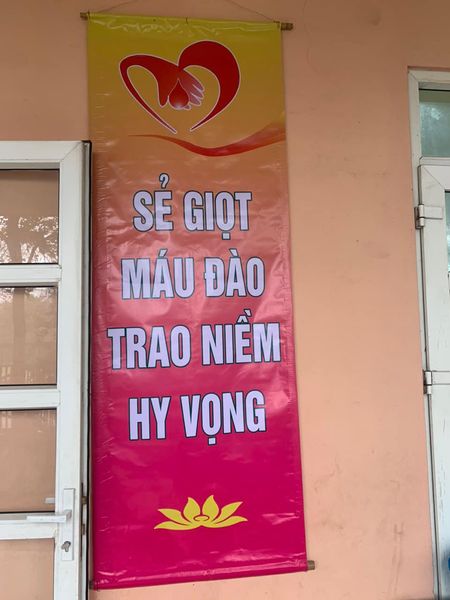 SẺ GIỌT
MÁU ĐÀO
TRAO NIỀM
HY VỌNG